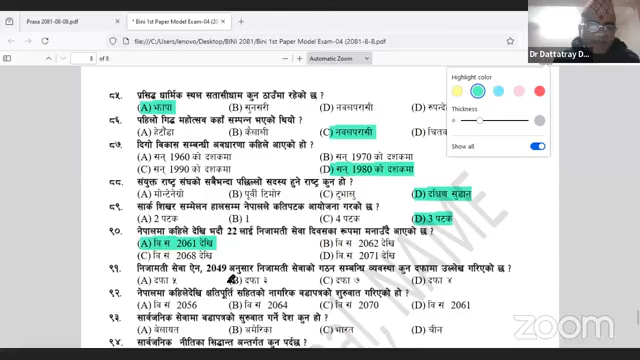 Prasa 2081-08-08.pdf
Bini 1st Paper Model Exam-04 (2081-8-8.pdf
File
file:///C:/Users/lenovo/Desktop/BINI 2081/Bini 1st Paper Model Exam-04 (2081-8-8.pdf
8 of 8
Automatic Zoom
Dr Dattatray D...
Highlight color
Thickness
Show all
८५. प्रसिद्ध धार्मिक स्थल सतासीधाम कुन ठाउँमा रहेको छ ?
(A) झापा (B) सुनसरी (D) नवलपरासी (D) रूपन्दे
८६. पहिलो गिद्ध महोत्सव कहाँ सम्पन्न भएको थियो ?
(A) हेटौंडा (B) कैलाली (C) नवलपरासी (D) चितव
८७. दिगो विकास सम्बन्धी अवधारणा कहिले आएको हो ?
(A) सन् 1960 को दशकमा (B) सन् 1970 को दशकमा
(C) सन् 1990 को दशकमा (D) सन् 1980 को दशकमा
८८. संयुक्त राष्ट्र संघको सबैभन्दा पछिल्लो सदस्य हुने राष्ट्र कुन हो ?
(A) मोन्टेनेग्रो (B) पूर्वी टिमोर (C) टुभालु (D) दक्षिण सुडान
८९. सार्क शिखर सम्मेलन हालसम्म नेपालले कतिपटक आयोजना गरको छ ?
(A) 2 पटक (B) 1 (C) 4 पटक (D) 3 पटक
९०. नेपालमा कहिले देखि भदौ 22 लाई निजामती सेवा दिवसका रूपमा मनाउँदै आएको छ ?
(A) वि सं 2061 देखि (B) वि सं 2062 देखि
(C) वि सं 2068 देखि (D) वि सं 2071 देखि
९१. निजामती सेवा ऐन, 2049 अनुसार निजामती सेवाको गठन सम्बन्धि व्यवस्था कुन दफामा उल्लेख गरिएको छ ?
(A) दफा ५ (B) दफा ३ (C) दफा ७ (D) दफा ४
९२. नेपालमा कहिलेदेखि क्षतिपूर्ति सहितको नागरिक वडापत्रको शुरुवात गरिएको हो ?
(A) वि सं 2056 (B) वि सं 2064 (C) वि सं 2070 (D) वि सं 2061
९३. सार्वजनिक सेवामा बडापत्रको सुरुवात गर्ने देश कुन हो ?
(A) बेलायत (B) अमेरिका (C) भारत (D) चीन
९४. सार्वजनिक नीतिका सिद्धान्त अन्तर्गत कुन पर्दछ ?
zoom